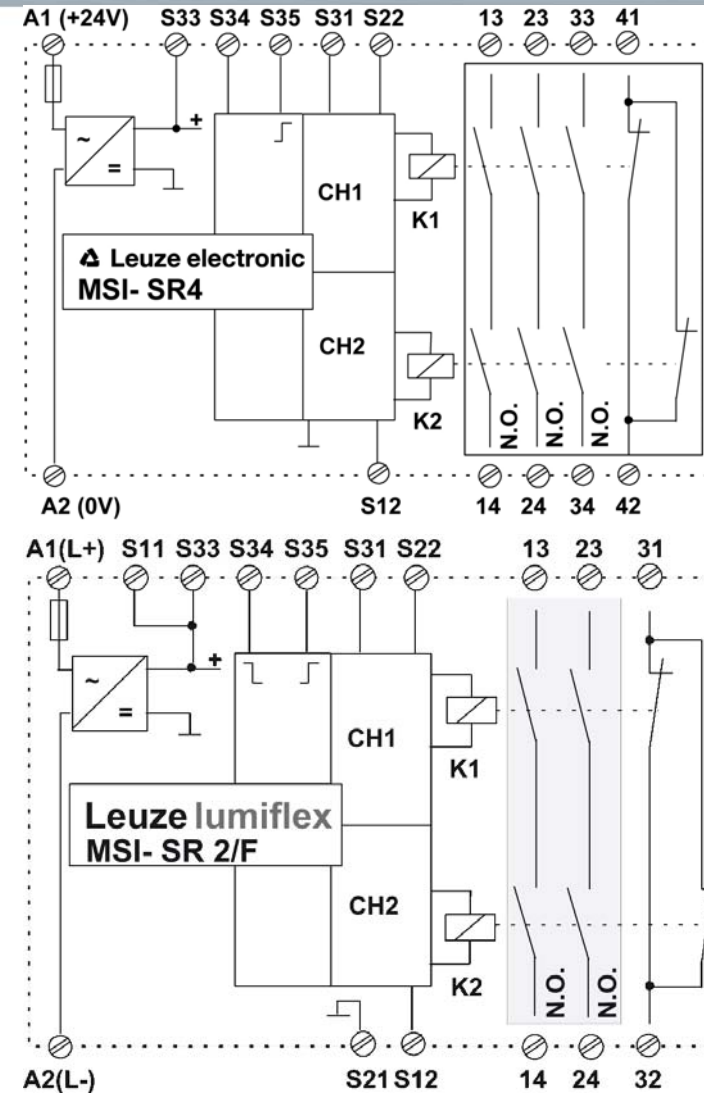 A1 (+24V) S33 S34 S35 S31 S22 13 23 33 41
+
~
=
CH1
K1
Leuze electronic
MSI- SR4
CH2
K2
N.O. N.O. N.O.
A2 (0V) S12 14 24 34 42
A1(L+) S11 S33 S34 S35 S31 S22 13 23 31
+
~
=
CH1
K1
Leuze lumiflex
MSI- SR 2/F
CH2
K2
N.O. N.O.
A2(L-) S21 S12 14 24 32